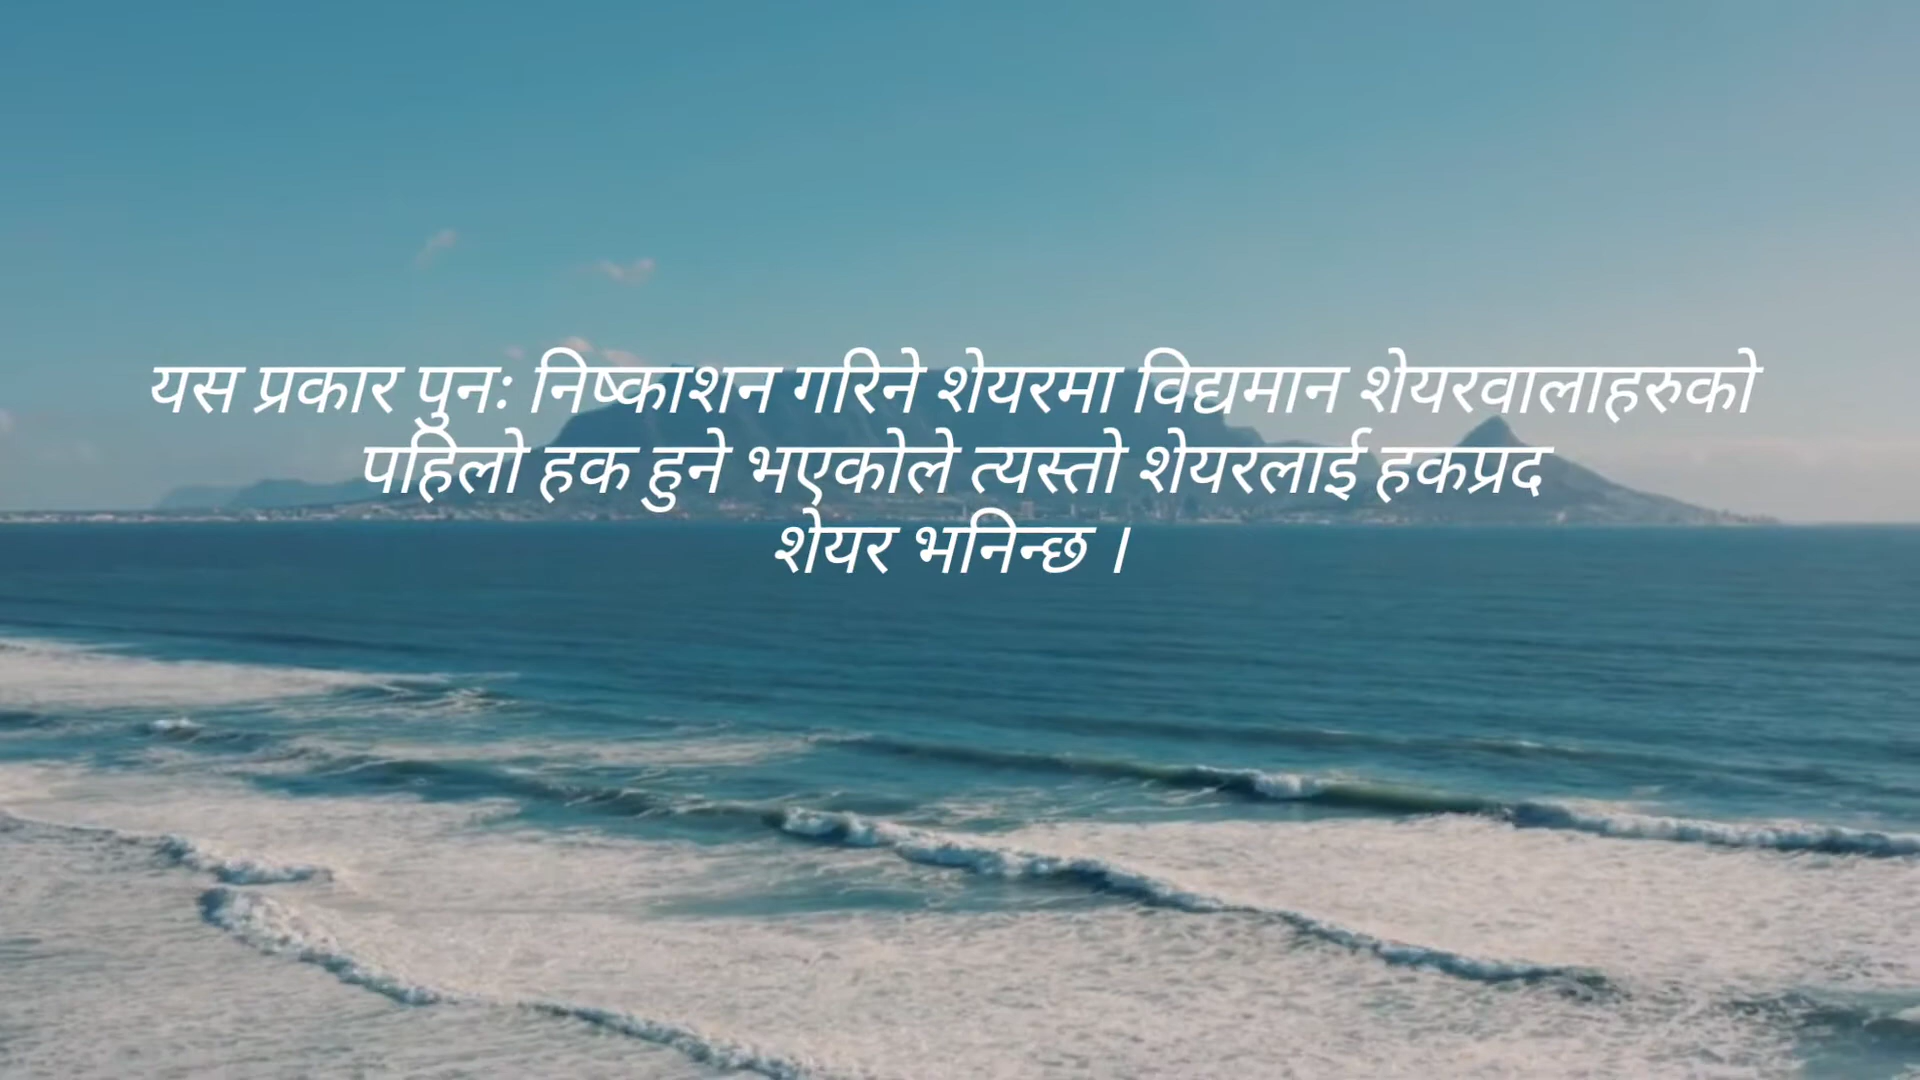 यस प्रकार पुनः निष्काशन गरिने शेयरमा विद्यमान शेयरवालाहरुको
पहिलो हक हुने भएकोले त्यस्तो शेयरलाई हकप्रद
शेयर भनिन्छ ।